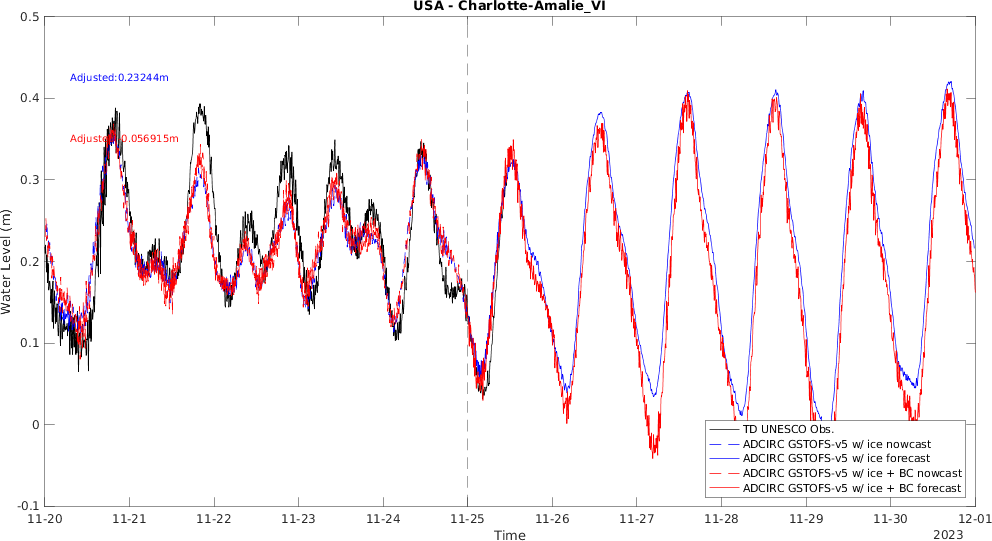 USA - Charlotte-Amalie_VI
0.5
0.4
0.3
0.2
0.1
0
-0.1
Water Level (m)
Adjusted:0.23244m
Adjusted: 0.056915m
TD UNESCO Obs.
ADCIRC GSTOFS-v5 w/ ice nowcast
ADCIRC GSTOFS-v5 w/ ice forecast
ADCIRC GSTOFS-v5 w/ ice + BC nowcast
ADCIRC GSTOFS-v5 w/ ice + BC forecast
11-20 11-21 11-22 11-23 11-24 11-25 11-26 11-27 11-28 11-29 11-30 12-01
Time
2023